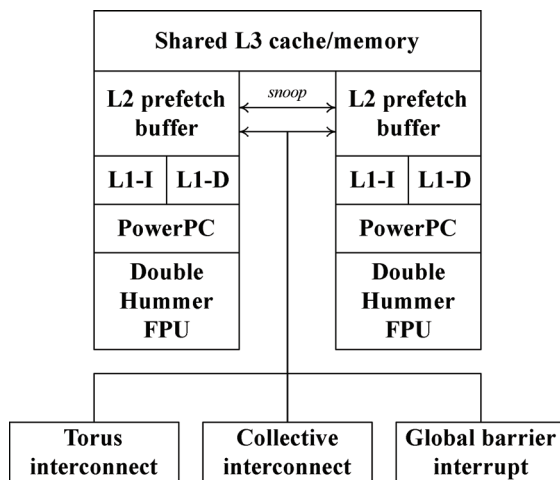 Shared L3 cache/memory
L2 prefetch
buffer
snoop
L2 prefetch
buffer
L1-I
L1-D
L1-I
L1-D
PowerPC
PowerPC
Double
Hummer
FPU
Double
Hummer
FPU
Torus
interconnect
Collective
interconnect
Global barrier
interrupt